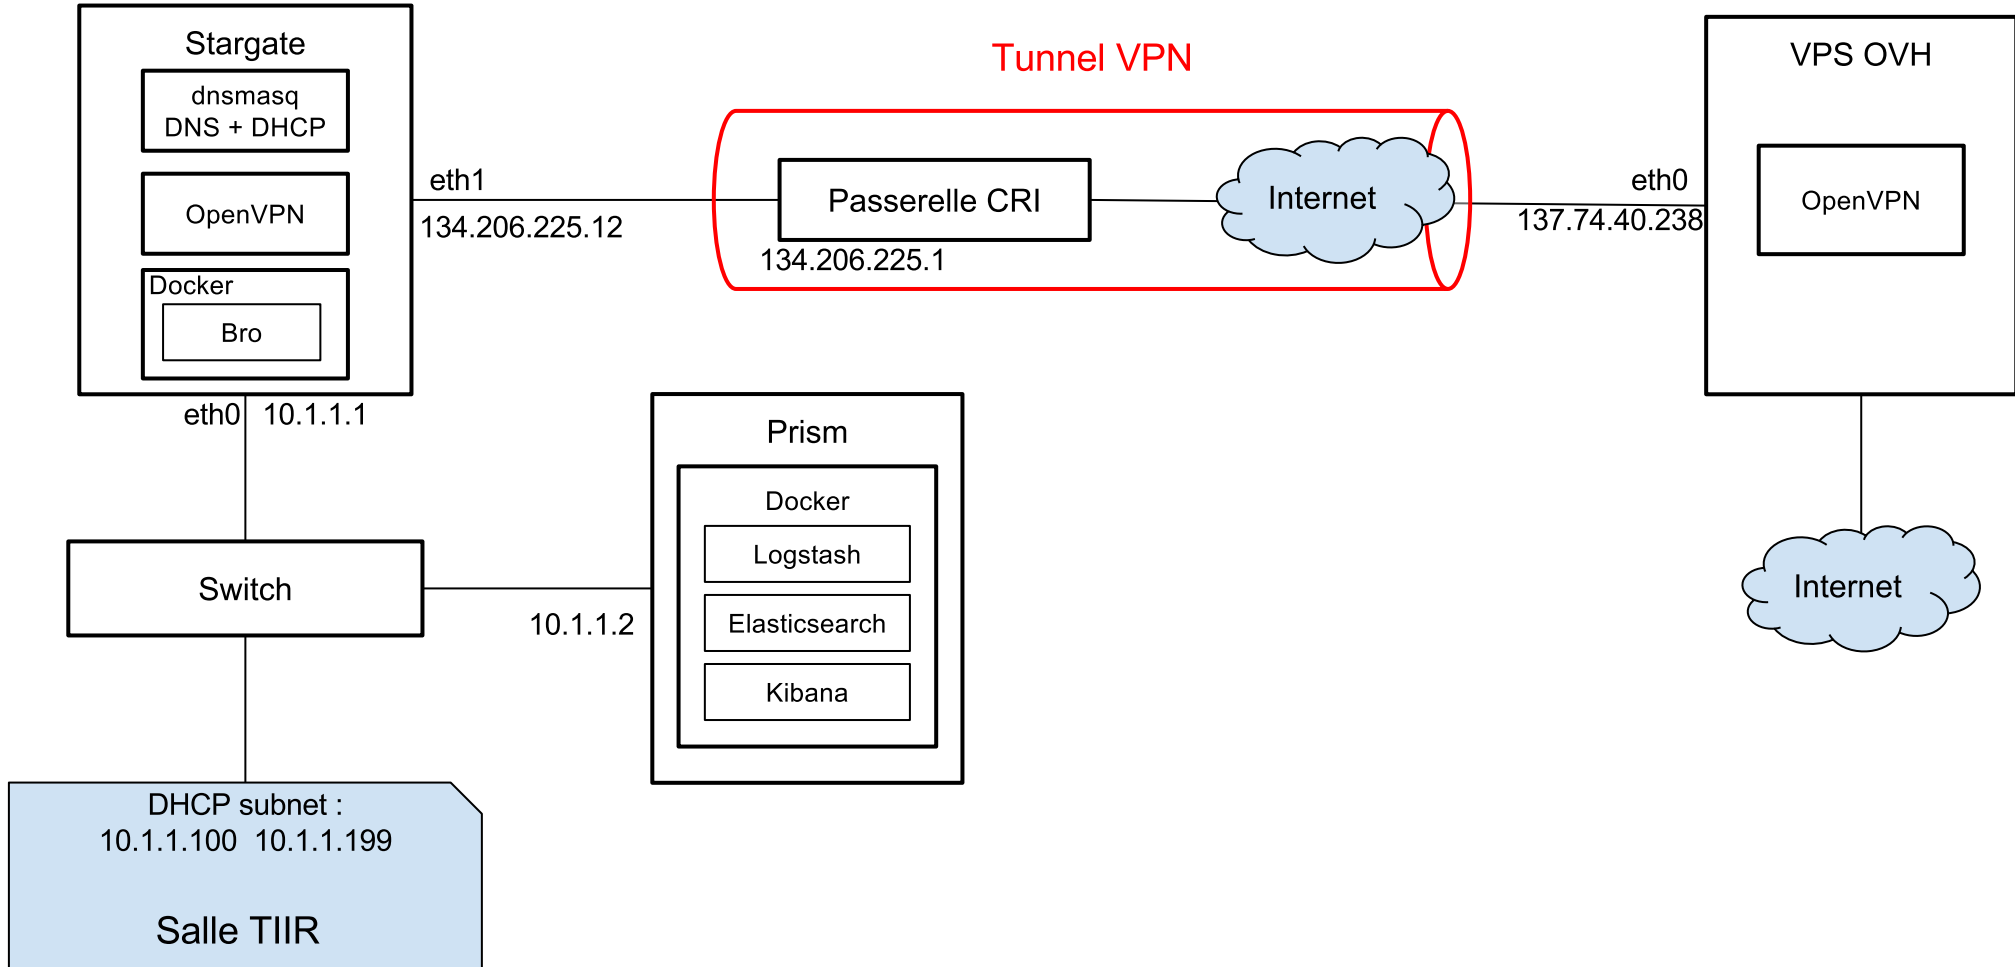 Stargate
dnsmasq
DNS + DHCP
OpenVPN
Docker
Bro
eth1
134.206.225.12
Tunnel VPN
Passerelle CRI
134.206.225.1
Internet
eth0
137.74.40.238
VPS OVH
OpenVPN
Internet
eth0 10.1.1.1
Switch
10.1.1.2
Prism
Docker
Logstash
Elasticsearch
Kibana
DHCP subnet :
10.1.1.100 10.1.1.199
Salle TIIR